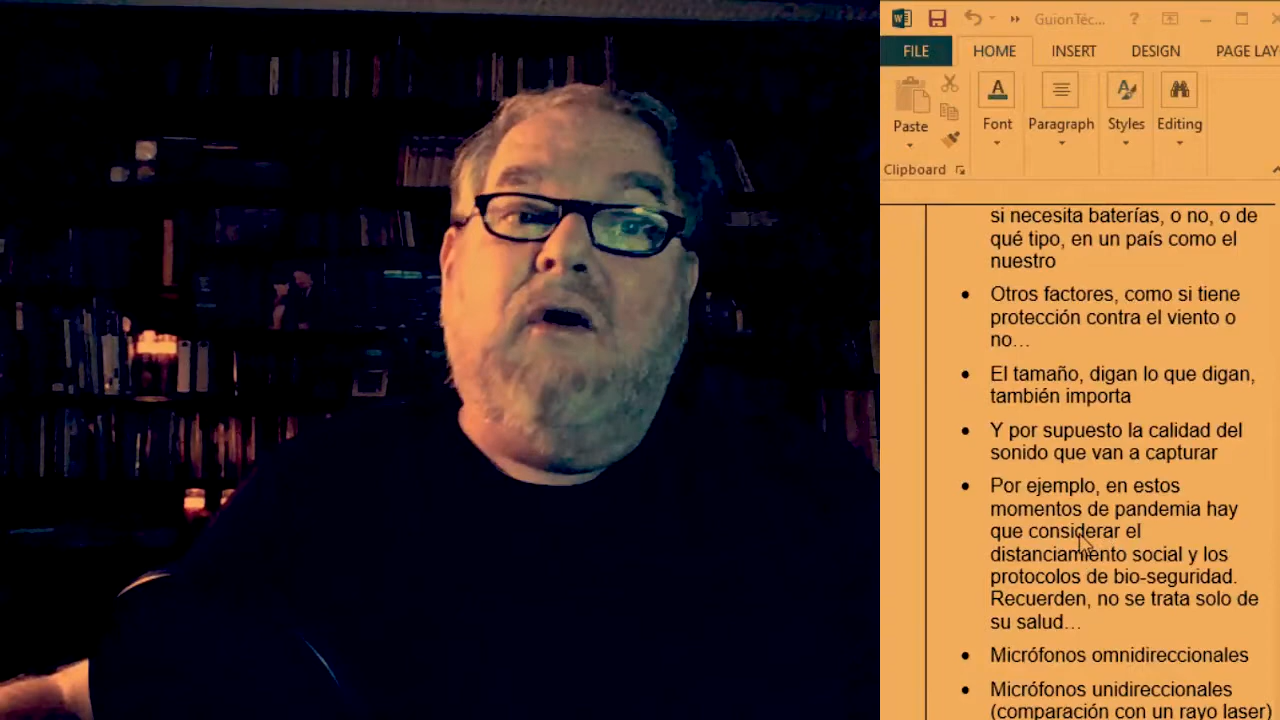 GuionTéc...
?
FILE
HOME
INSERT
DESIGN
PAGE LAY
Paste
Font
Paragraph
Styles
Editing
Clipboard
si necesita baterías, o no, o de
qué tipo, en un país como el
nuestro
• Otros factores, como si tiene
protección contra el viento o
no...
• El tamaño, digan lo que digan,
también importa
• Y por supuesto la calidad del
sonido que van a capturar
• Por ejemplo, en estos
momentos de pandemia hay
que considerar el
distanciamiento social y los
protocolos de bio-seguridad.
Recuerden, no se trata solo de
su salud...
• Micrófonos omnidireccionales
• Micrófonos unidireccionales
(comparación con un rayo laser)